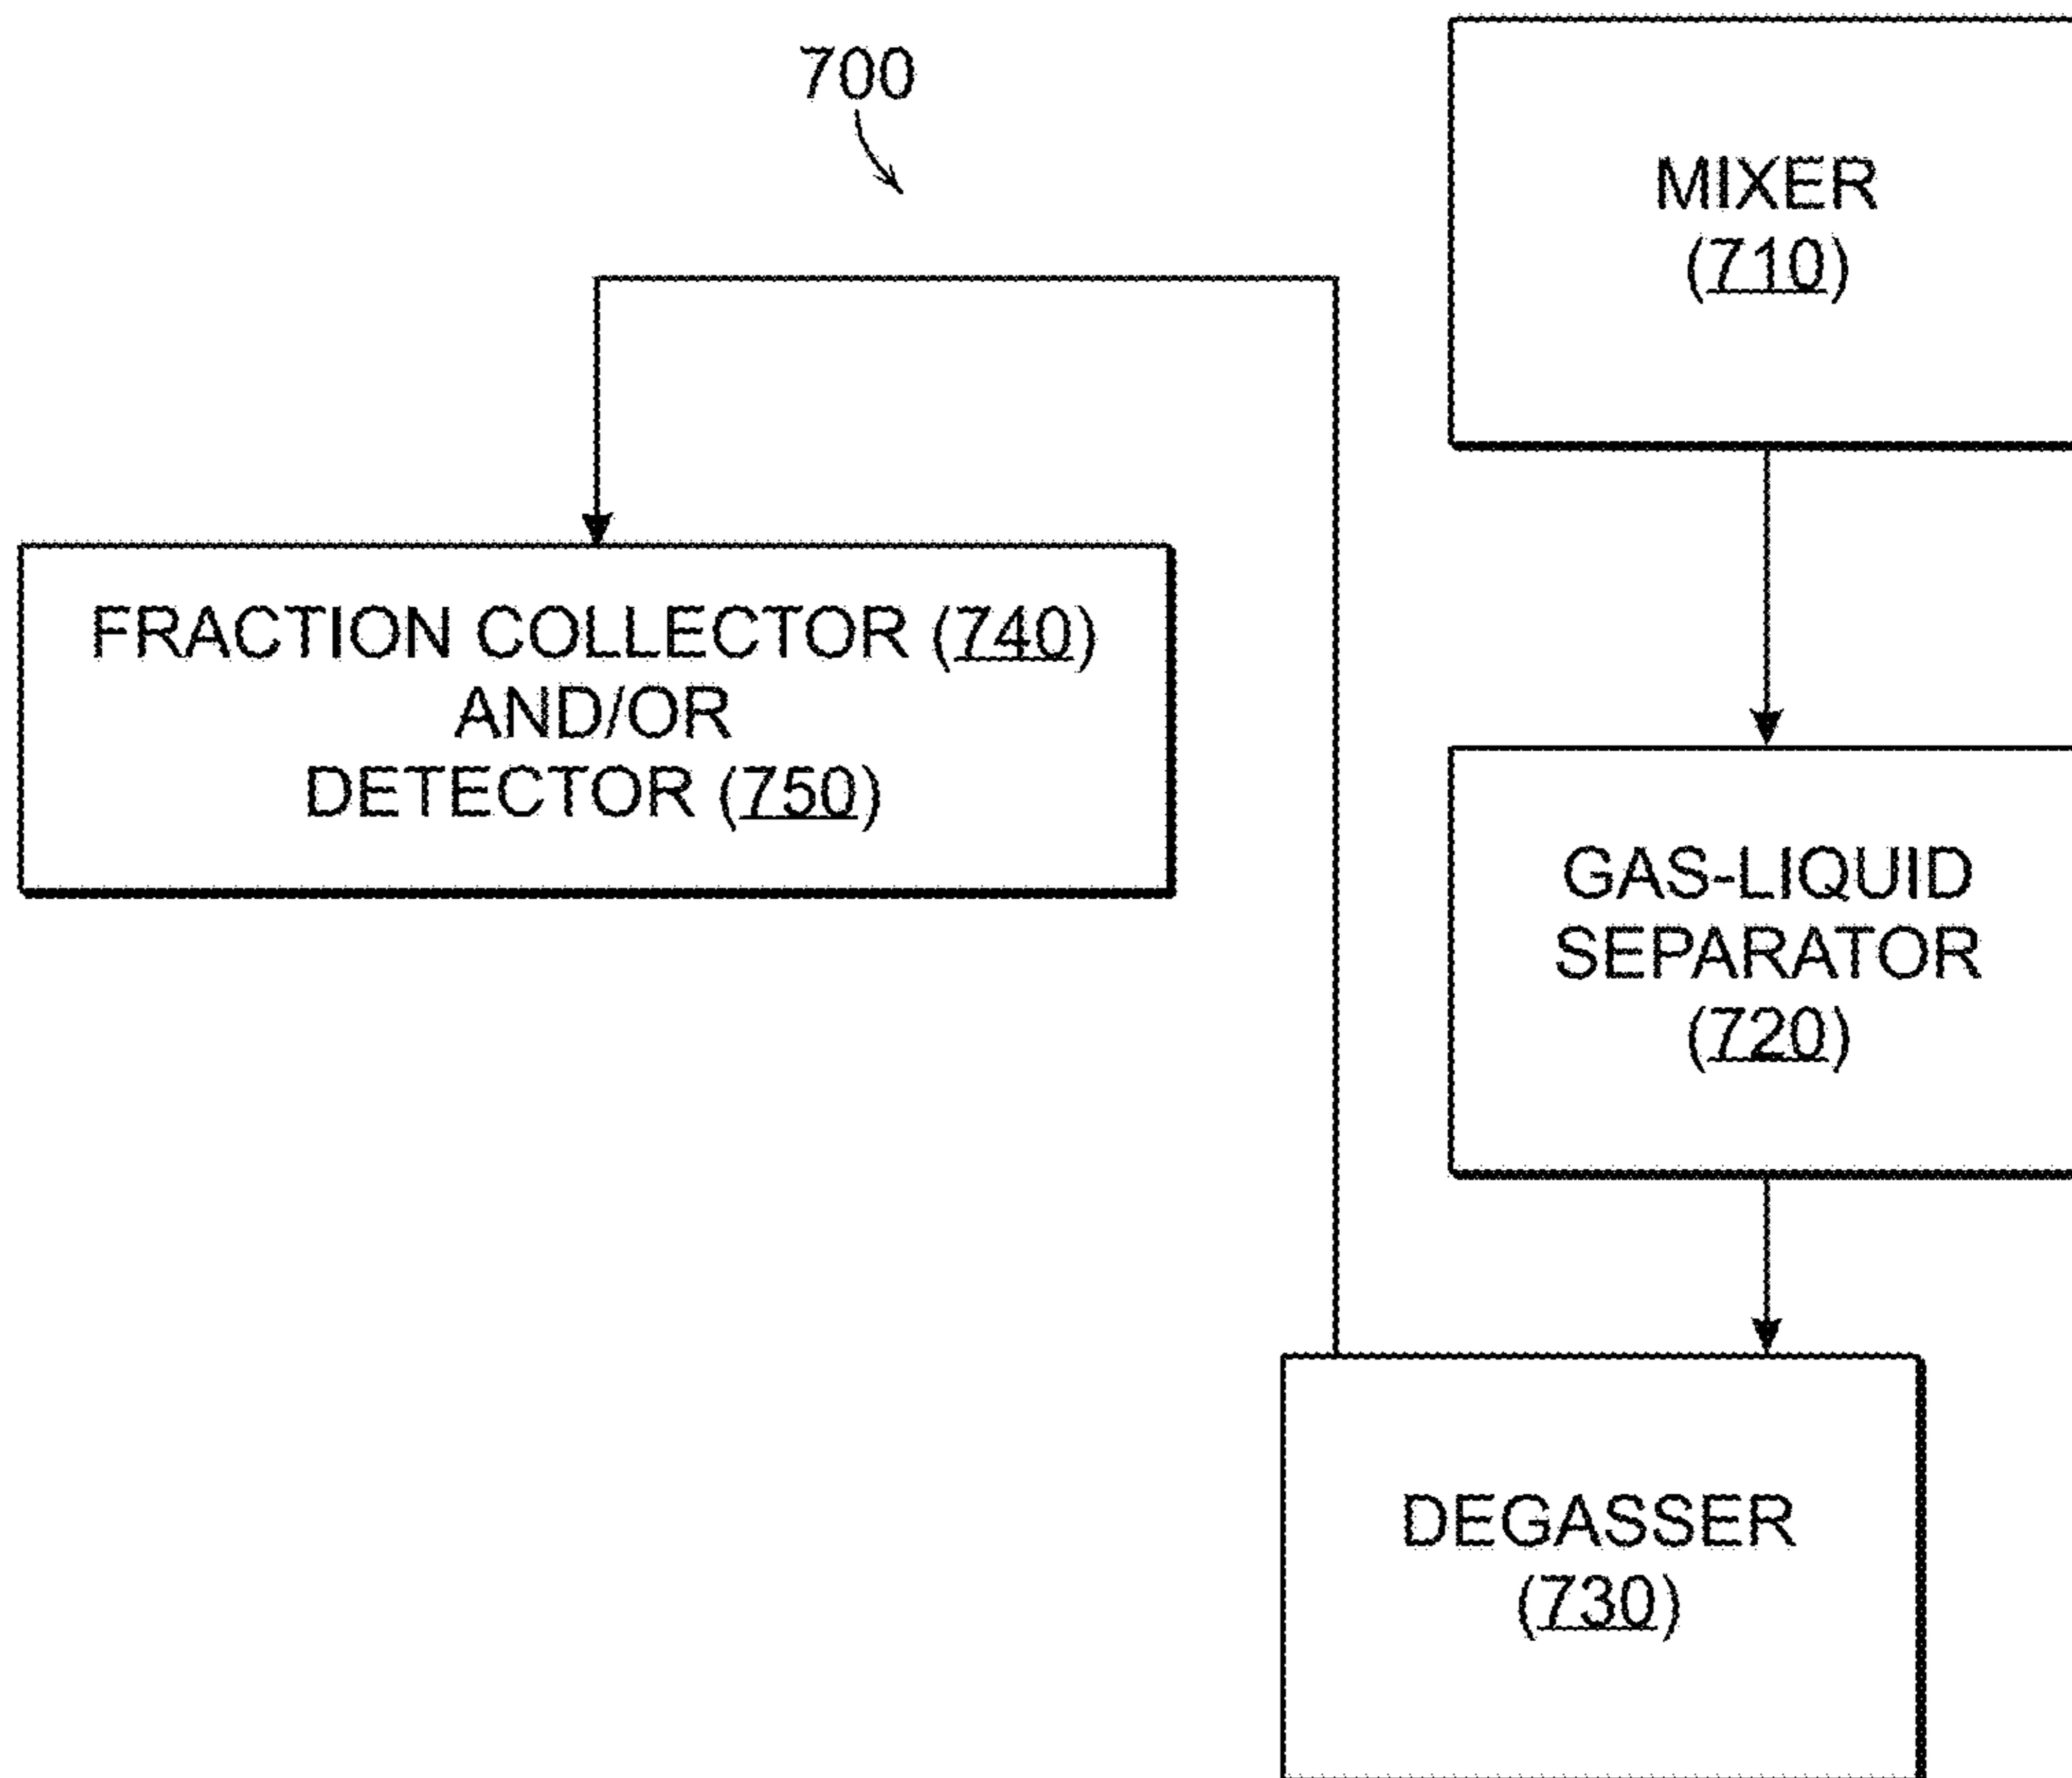 700
MIXER
(710)
FRACTION COLLECTOR (740)
AND/OR
DETECTOR (750)
GAS-LIQUID
SEPARATOR
(720)
DEGASSER
(730)